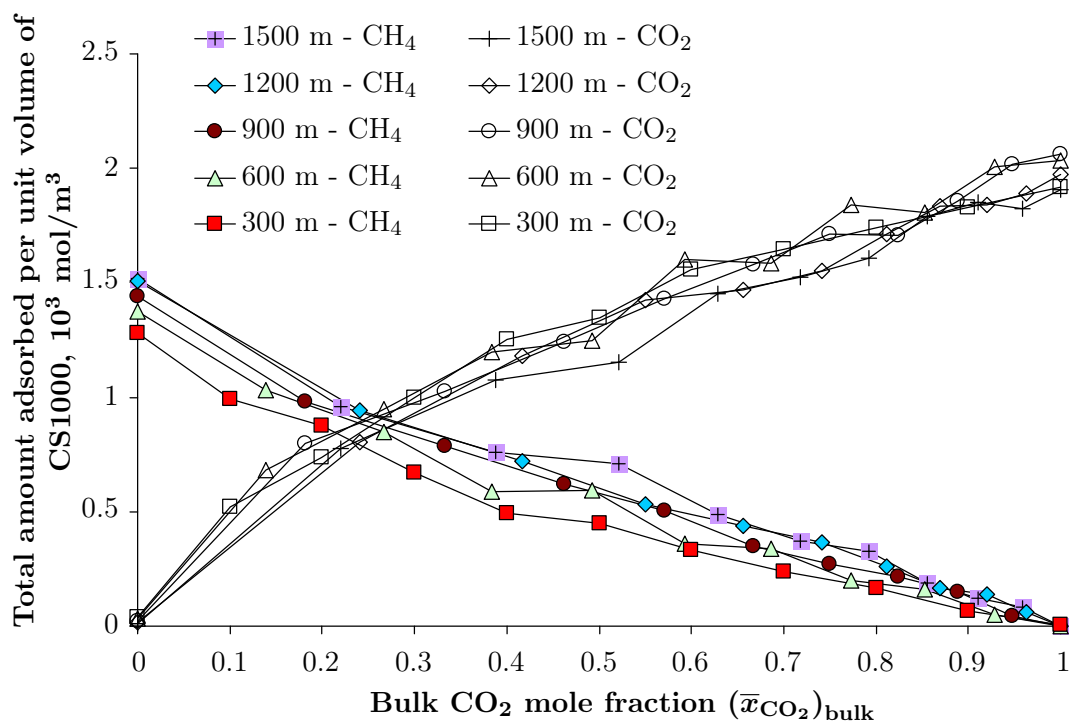 Total amount adsorbed per unit volume of
CS1000, 10³ mol/m³
2.5
2
1.5
1
0.5
0
1500 m - CH₄
1200 m - CH₄
900 m - CH₄
600 m - CH₄
300 m - CH₄
1500 m - CO₂
1200 m - CO₂
900 m - CO₂
600 m - CO₂
300 m - CO₂
0 0.1 0.2 0.3 0.4 0.5 0.6 0.7 0.8 0.9 1
Bulk CO₂ mole fraction (x̅CO₂)bulk